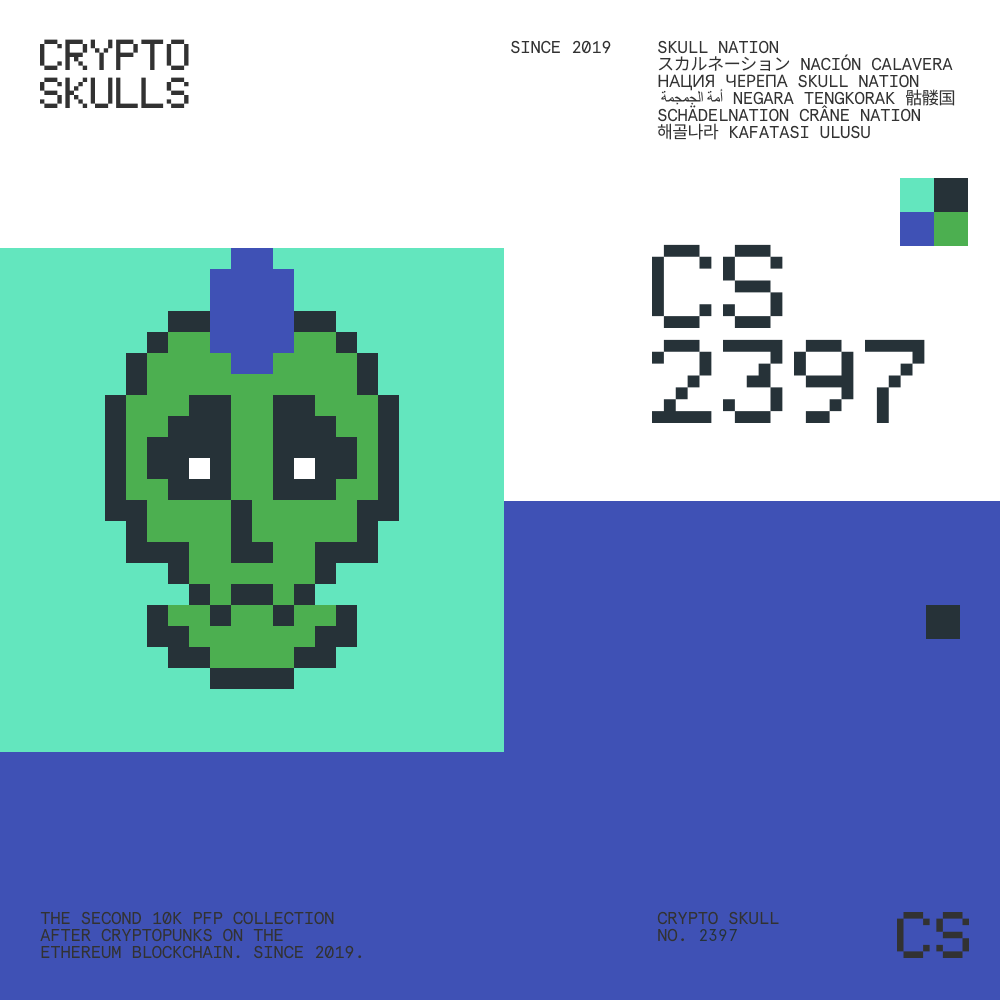 CRYPTO
SKULLS
SINCE 2019
SKULL NATION
スカルネーション NACIÓN CALAVERA
НАЦИЯ ЧЕРЕПА SKULL NATION
أمة الجمجمة NEGARA TENGKORAK 骷髅国
SCHÄDELNATION CRÂNE NATION
해골나라 KAFATASI ULUSU
CS
2397
THE SECOND 10K PFP COLLECTION
AFTER CRYPTOPUNKS ON THE
ETHEREUM BLOCKCHAIN. SINCE 2019.
CRYPTO SKULL
NO. 2397
CS